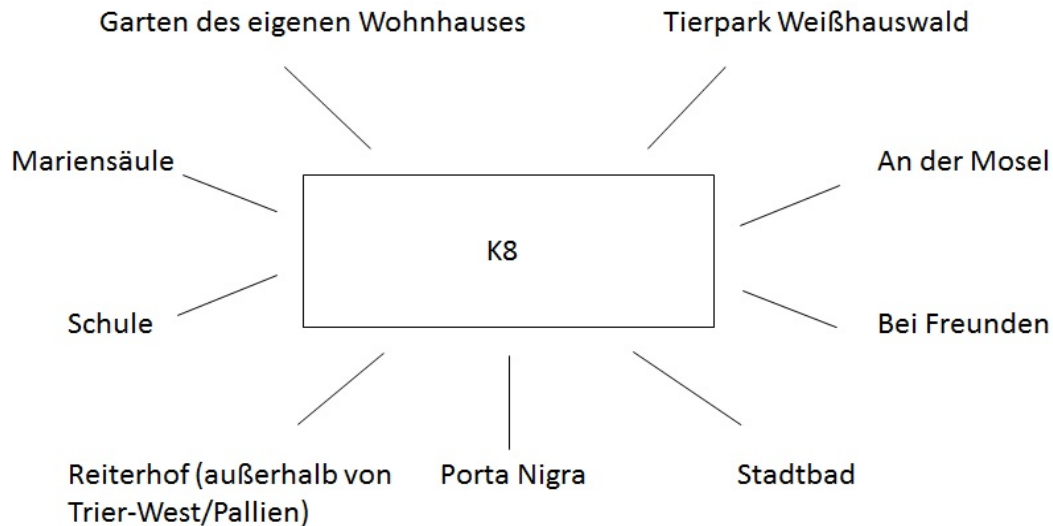 Garten des eigenen Wohnhauses
Tierpark Weißhauswald
Mariensäule
An der Mosel
K8
Schule
Bei Freunden
Reiterhof (außerhalb von
Trier-West/Pallien)
Porta Nigra
Stadtbad